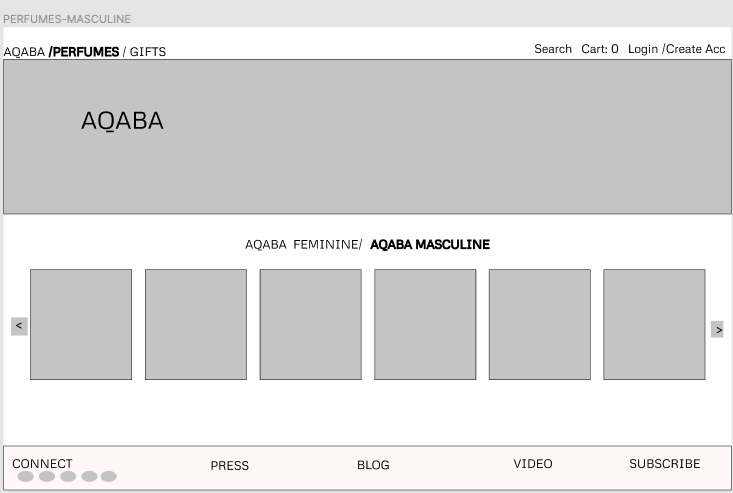 PERFUMES-MASCULINE
AQABA /PERFUMES / GIFTS
Search Cart: 0 Login /Create Acc
AQABA
AQABA FEMININE/ AQABA MASCULINE
<
>
CONNECT PRESS BLOG VIDEO SUBSCRIBE